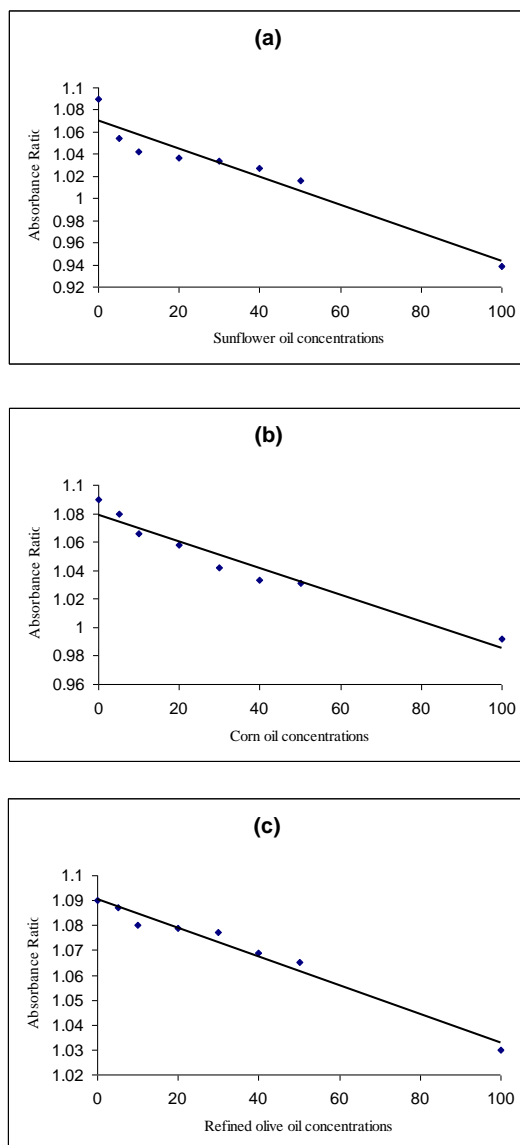 (a)
1.1
1.08
1.06
1.04
1.02
1
0.98
0.96
0.94
0.92
Absorbance Ratio
0 20 40 60 80 100
Sunflower oil concentrations
(b)
1.1
1.08
1.06
1.04
1.02
1
0.98
0.96
Absorbance Ratio
0 20 40 60 80 100
Corn oil concentrations
(c)
1.1
1.09
1.08
1.07
1.06
1.05
1.04
1.03
1.02
Absorbance Ratio
0 20 40 60 80 100
Refined olive oil concentrations